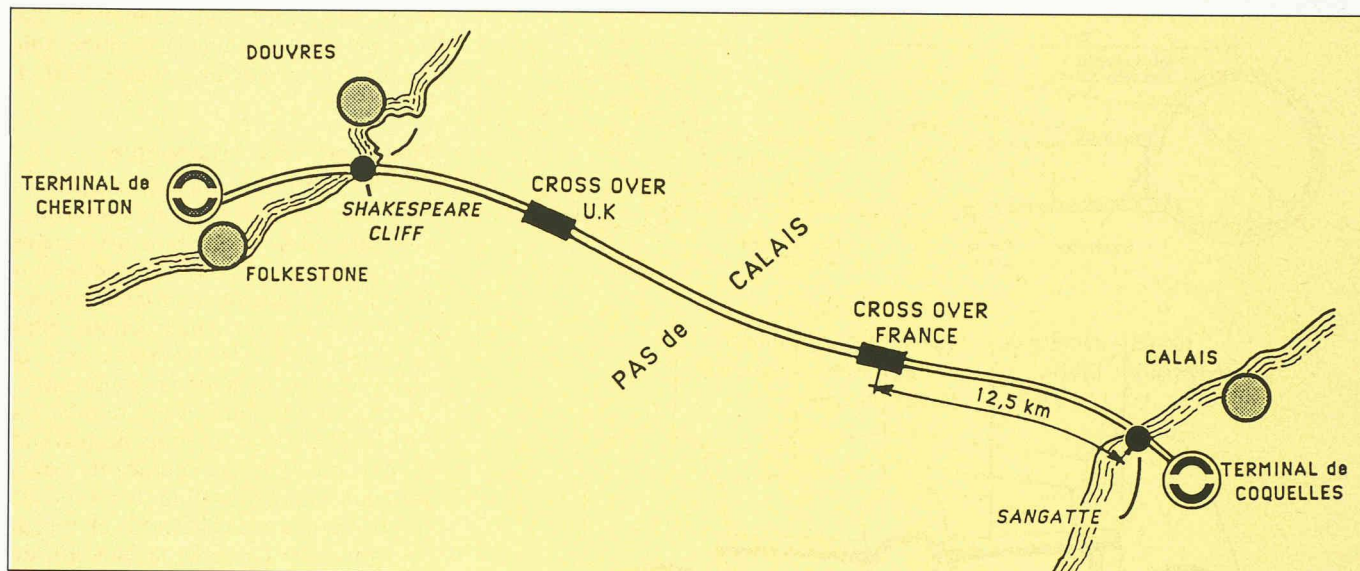 DOUVRES
TERMINAL de
CHERITON
SHAKESPEARE
CLIFF
FOLKESTONE
CROSS OVER
U.K
PAS de CALAIS
CROSS OVER
FRANCE
12,5 km
CALAIS
TERMINAL de
COQUELLES
SANGATTE